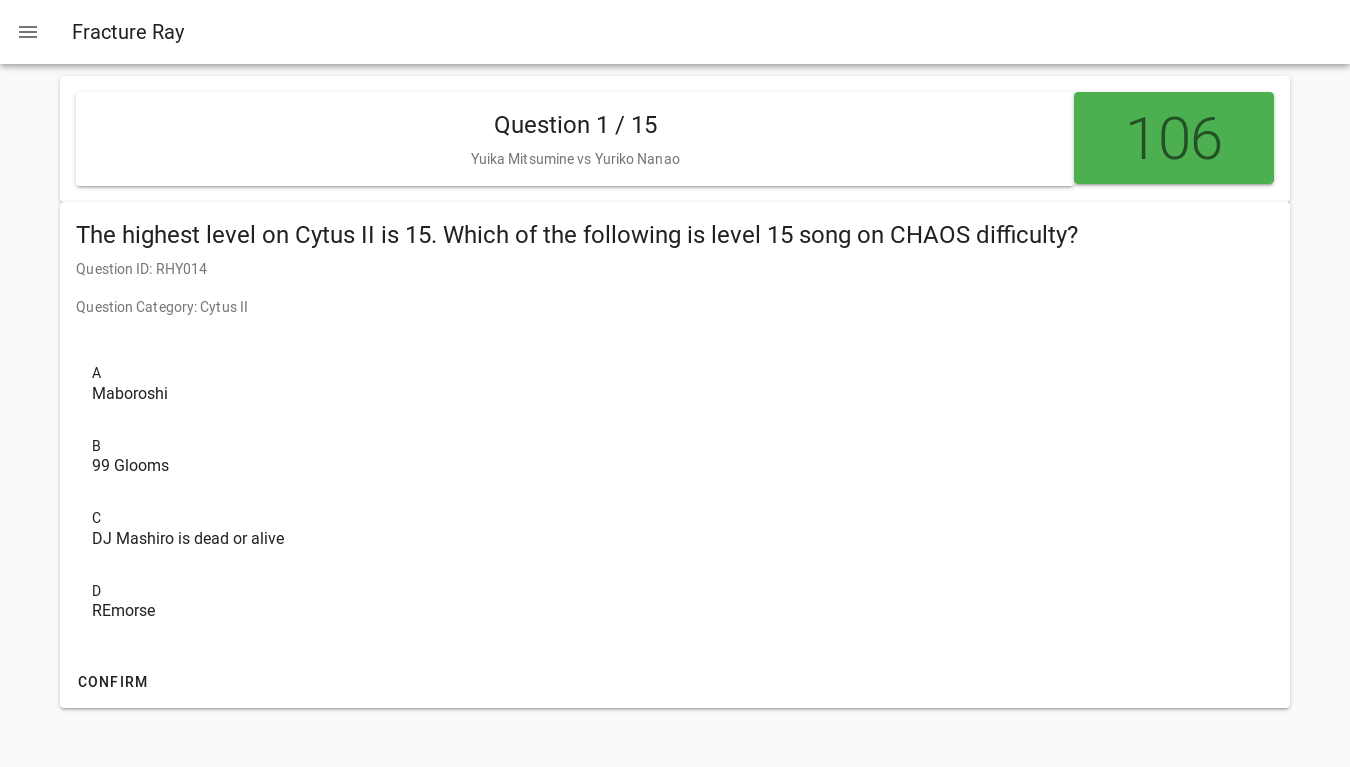 Fracture Ray
Question 1 / 15
Yuika Mitsumine vs Yuriko Nanao
106
The highest level on Cytus II is 15. Which of the following is level 15 song on CHAOS difficulty?
Question ID: RHY014
Question Category: Cytus II
A
Maboroshi
B
99 Glooms
C
DJ Mashiro is dead or alive
D
REmorse
CONFIRM